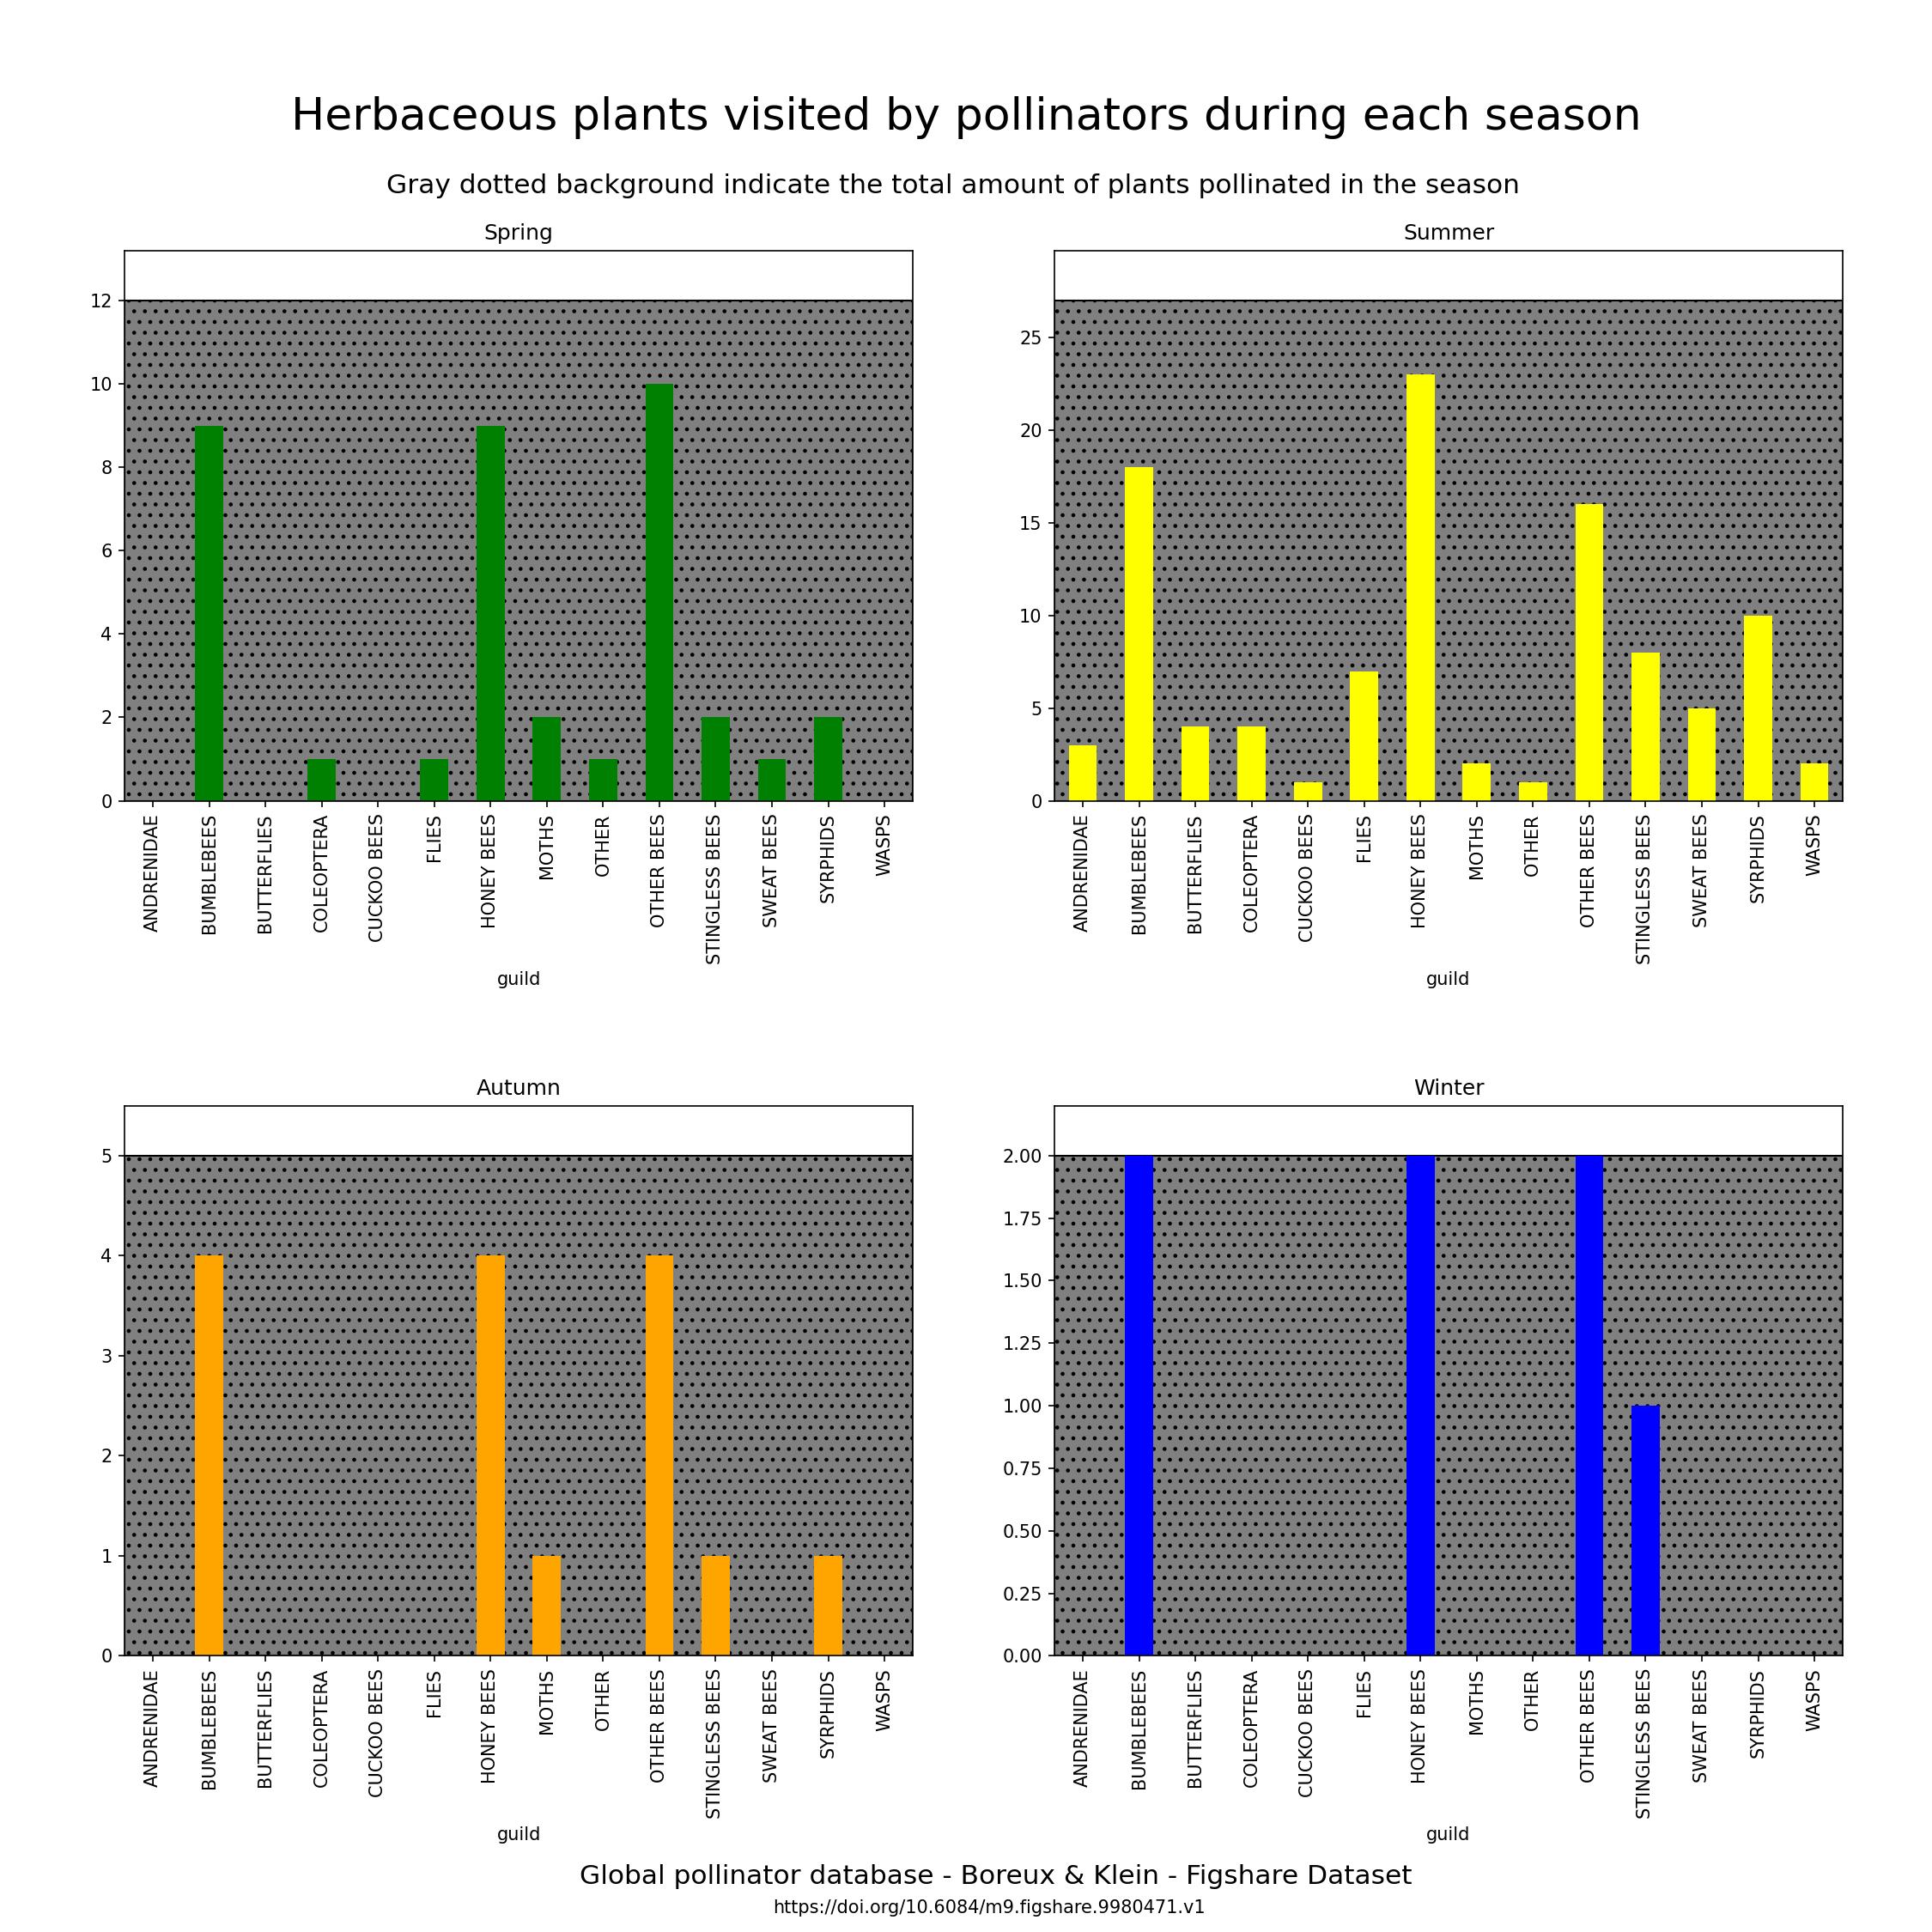 Herbaceous plants visited by pollinators during each season
Gray dotted background indicate the total amount of plants pollinated in the season
Spring
12
10
8
6
4
2
0
ANDRENIDAE
BUMBLEBEES
BUTTERFLIES
COLEOPTERA
CUCKOO BEES
FLIES
HONEY BEES
MOTHS
OTHER
OTHER BEES
STINGLESS BEES
SWEAT BEES
SYRPHIDS
WASPS
guild
Summer
25
20
15
10
5
0
ANDRENIDAE
BUMBLEBEES
BUTTERFLIES
COLEOPTERA
CUCKOO BEES
FLIES
HONEY BEES
MOTHS
OTHER
OTHER BEES
STINGLESS BEES
SWEAT BEES
SYRPHIDS
WASPS
guild
Autumn
5
4
3
2
1
0
ANDRENIDAE
BUMBLEBEES
BUTTERFLIES
COLEOPTERA
CUCKOO BEES
FLIES
HONEY BEES
MOTHS
OTHER
OTHER BEES
STINGLESS BEES
SWEAT BEES
SYRPHIDS
WASPS
guild
Winter
2.00
1.75
1.50
1.25
1.00
0.75
0.50
0.25
0.00
ANDRENIDAE
BUMBLEBEES
BUTTERFLIES
COLEOPTERA
CUCKOO BEES
FLIES
HONEY BEES
MOTHS
OTHER
OTHER BEES
STINGLESS BEES
SWEAT BEES
SYRPHIDS
WASPS
guild
Global pollinator database - Boreux & Klein - Figshare Dataset
https://doi.org/10.6084/m9.figshare.9980471.v1